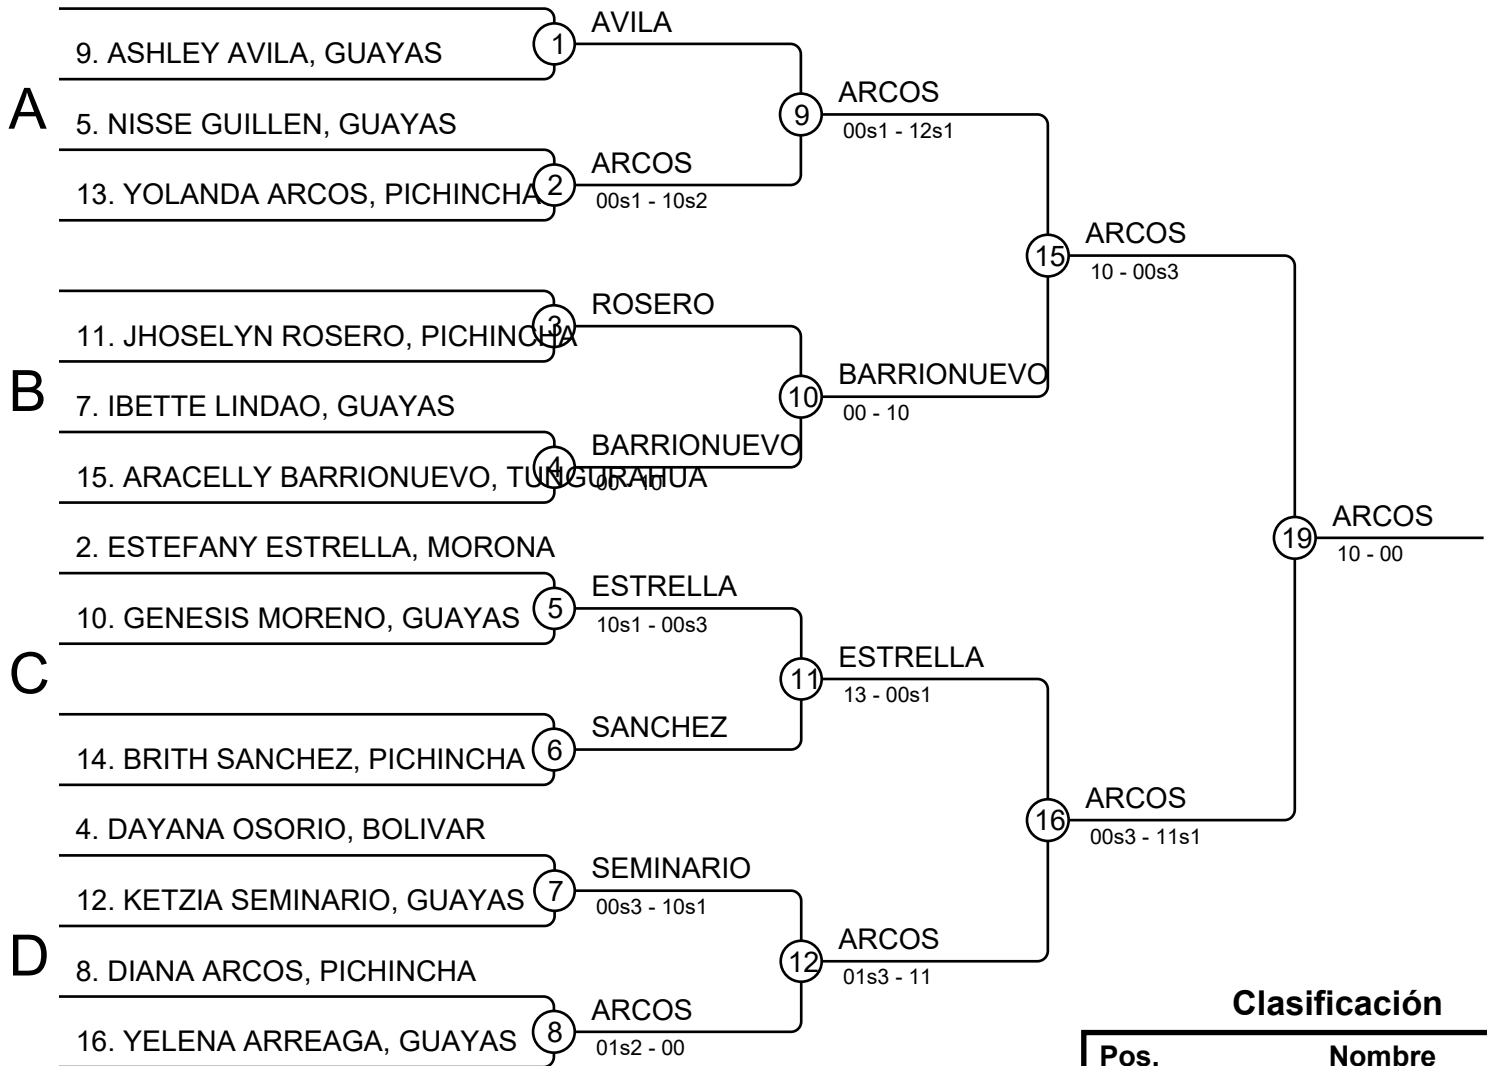 A
9. ASHLEY AVILA, GUAYAS
5. NISSE GUILLEN, GUAYAS
13. YOLANDA ARCOS, PICHINCHA
1
AVILA
2
ARCOS
00s1 - 10s2
9
ARCOS
00s1 - 12s1
B
11. JHOSELYN ROSERO, PICHINCHA
7. IBETTE LINDAO, GUAYAS
15. ARACELLY BARRIONUEVO, TUNGURAHUA
3
ROSERO
4
BARRIONUEVO
00 - 10
10
BARRIONUEVO
00 - 10
15
ARCOS
10 - 00s3
C
2. ESTEFANY ESTRELLA, MORONA
10. GENESIS MORENO, GUAYAS
14. BRITH SANCHEZ, PICHINCHA
5
ESTRELLA
10s1 - 00s3
6
SANCHEZ
11
ESTRELLA
13 - 00s1
D
4. DAYANA OSORIO, BOLIVAR
12. KETZIA SEMINARIO, GUAYAS
8. DIANA ARCOS, PICHINCHA
16. YELENA ARREAGA, GUAYAS
7
SEMINARIO
00s3 - 10s1
8
ARCOS
01s2 - 00
12
ARCOS
01s3 - 11
16
ARCOS
00s3 - 11s1
19
ARCOS
10 - 00
Clasificación
Pos. Nombre